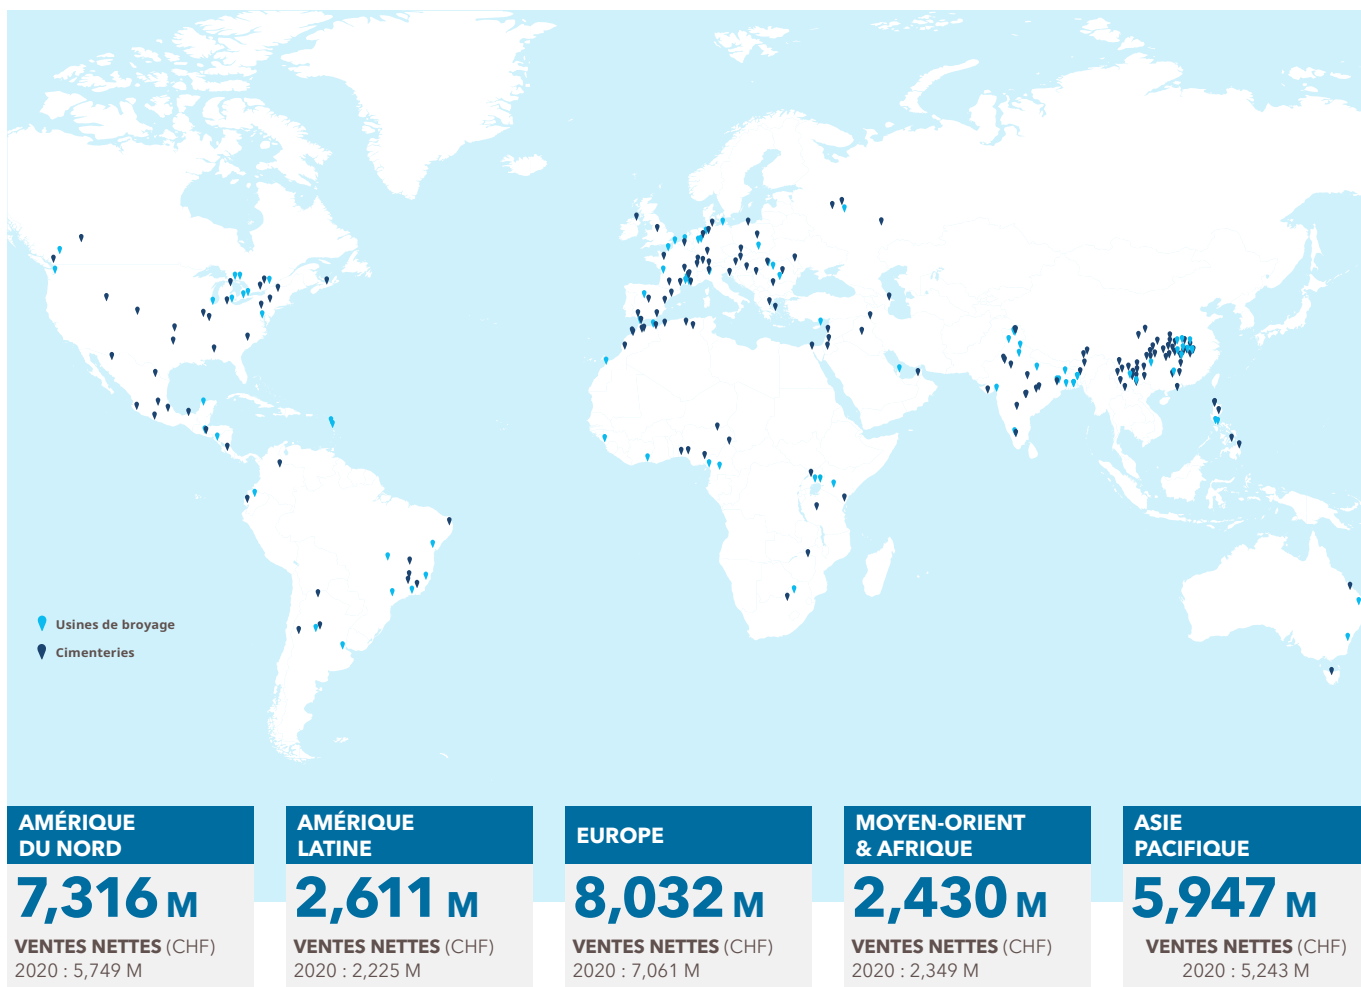 Usines de broyage
Cimenteries
AMÉRIQUE
DU NORD
7,316 M
VENTES NETTES (CHF)
2020 : 5,749 M
AMÉRIQUE
LATINE
2,611 M
VENTES NETTES (CHF)
2020 : 2,225 M
EUROPE
8,032 M
VENTES NETTES (CHF)
2020 : 7,061 M
MOYEN-ORIENT
& AFRIQUE
2,430 M
VENTES NETTES (CHF)
2020 : 2,349 M
ASIE
PACIFIQUE
5,947 M
VENTES NETTES (CHF)
2020 : 5,243 M